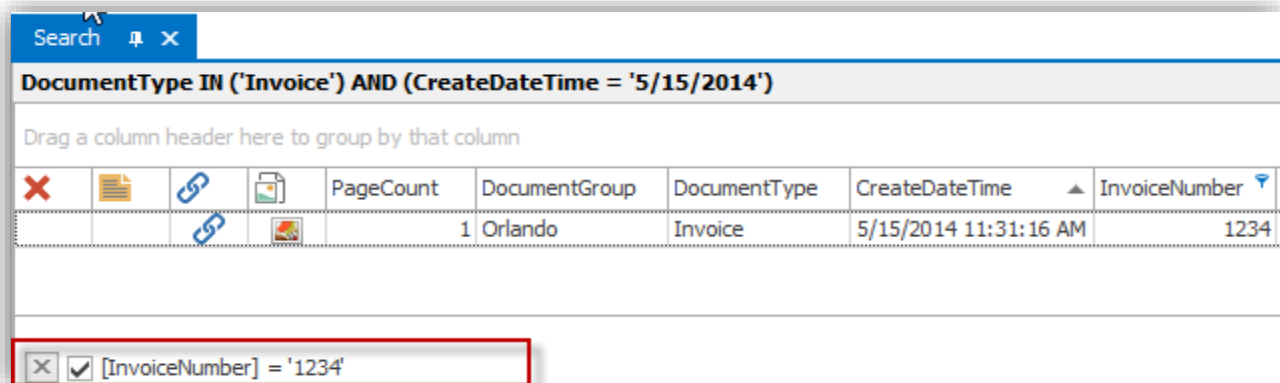 Search
DocumentType IN ('Invoice') AND (CreateDateTime = '5/15/2014')
Drag a column header here to group by that column
PageCount DocumentGroup DocumentType CreateDateTime InvoiceNumber
1 Orlando Invoice 5/15/2014 11:31:16 AM 1234
[InvoiceNumber] = '1234'